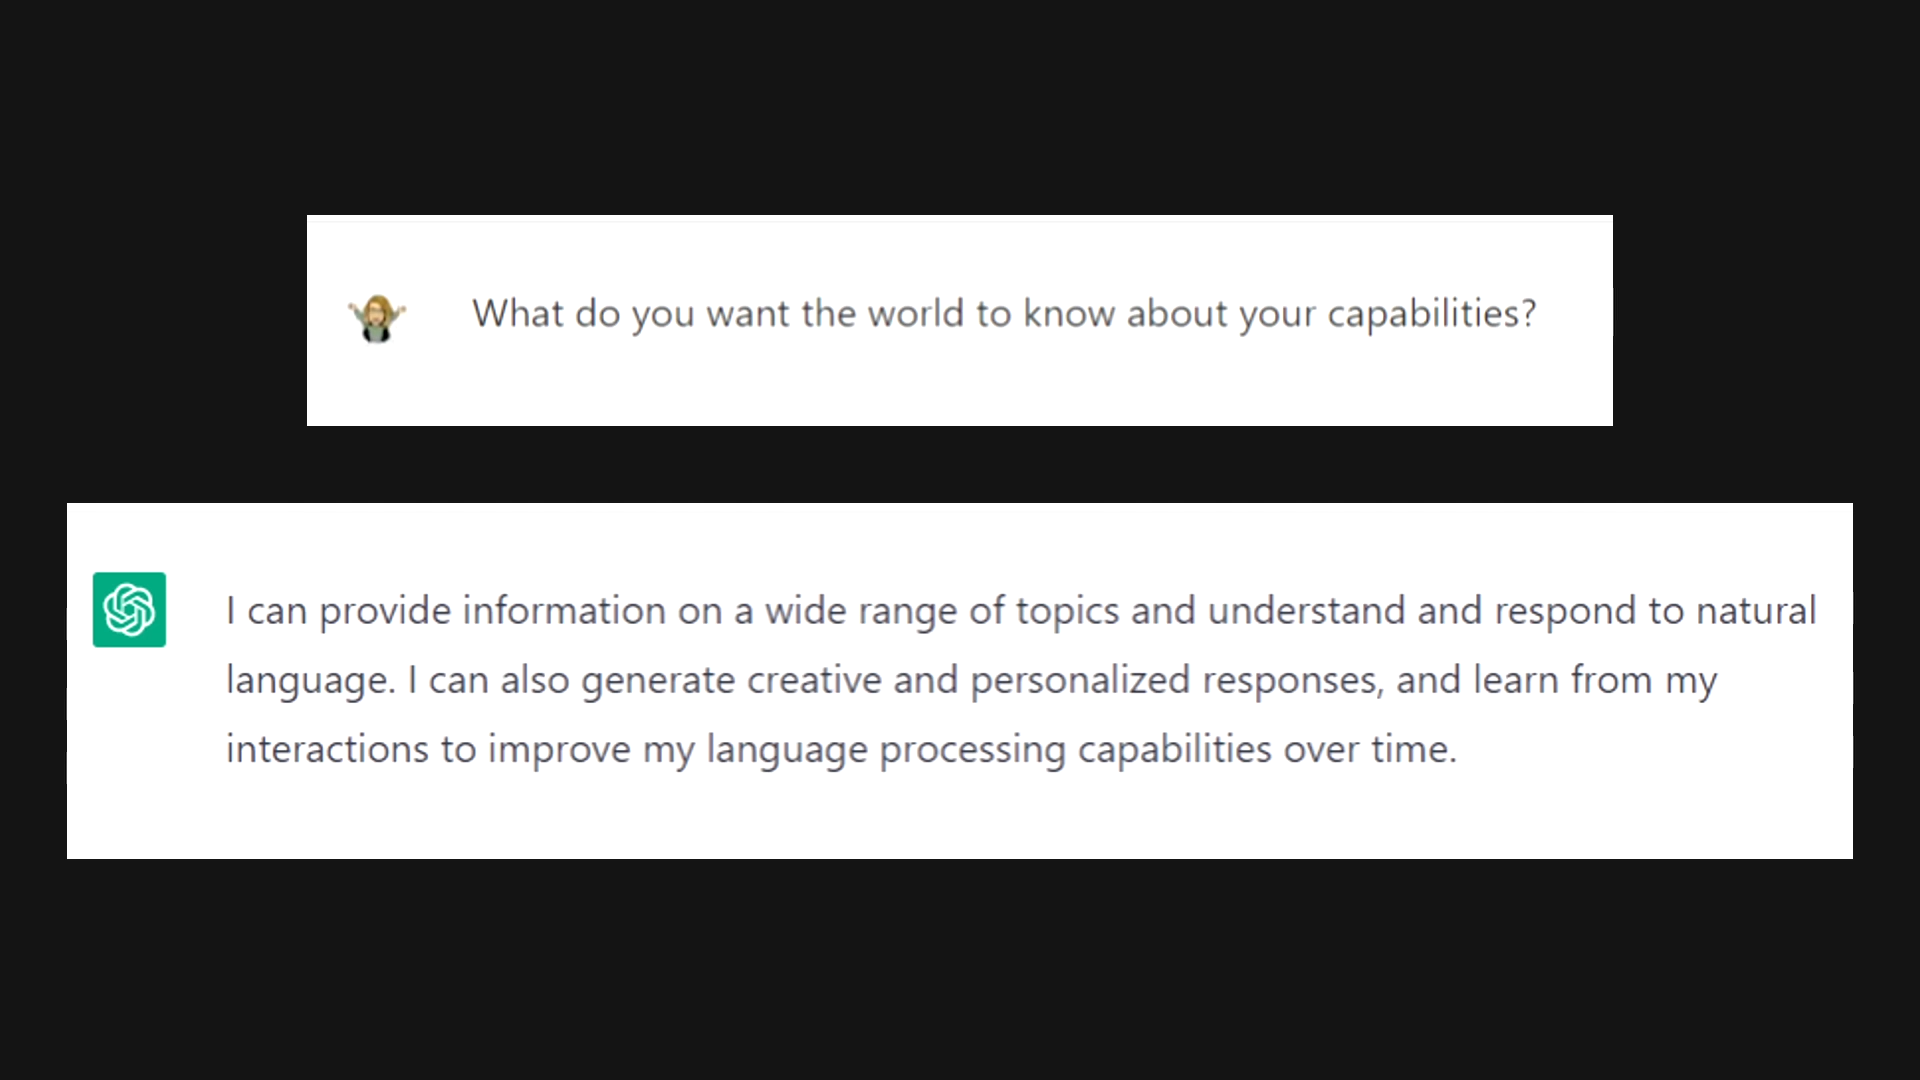 What do you want the world to know about your capabilities?
I can provide information on a wide range of topics and understand and respond to natural
language. I can also generate creative and personalized responses, and learn from my
interactions to improve my language processing capabilities over time.